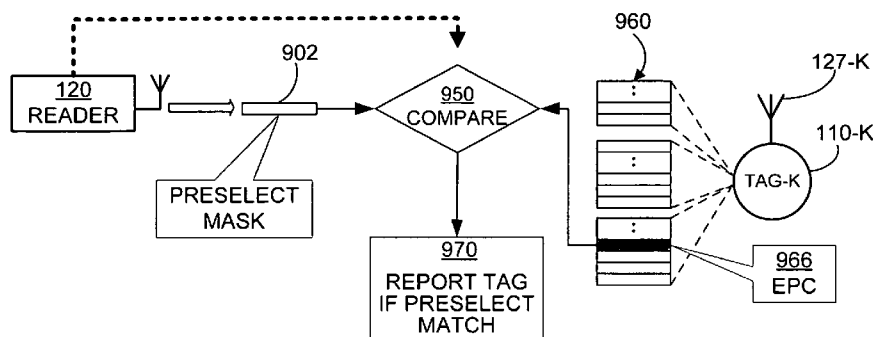 902
960
127-K
120
READER
950
COMPARE
110-K
TAG-K
PRESELECT
MASK
970
REPORT TAG
IF PRESELECT
MATCH
966
EPC